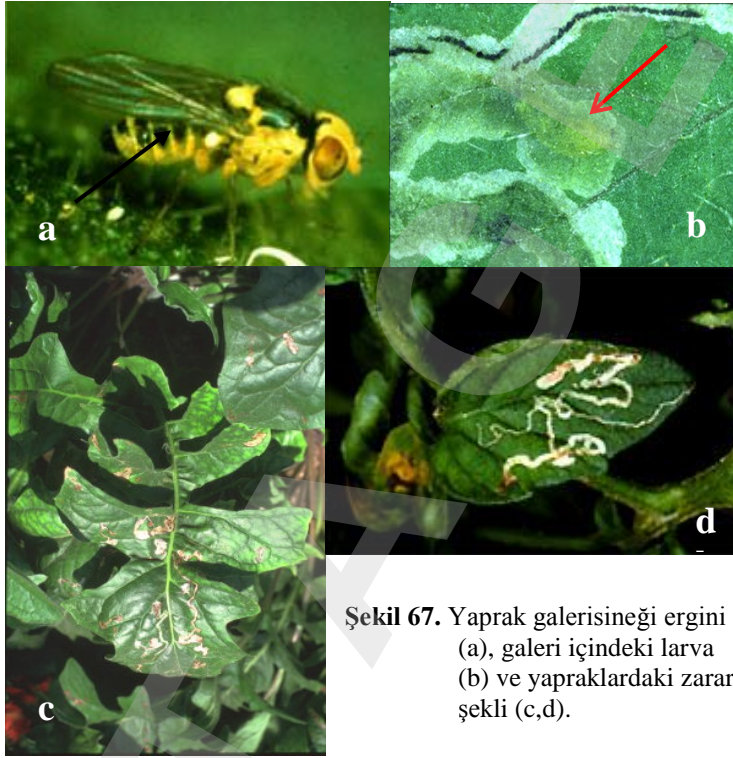 a
b
c
d
Şekil 67. Yaprak galerisineği ergini
(a), galeri içindeki larva
(b) ve yapraklardaki zarar
şekli (c,d).